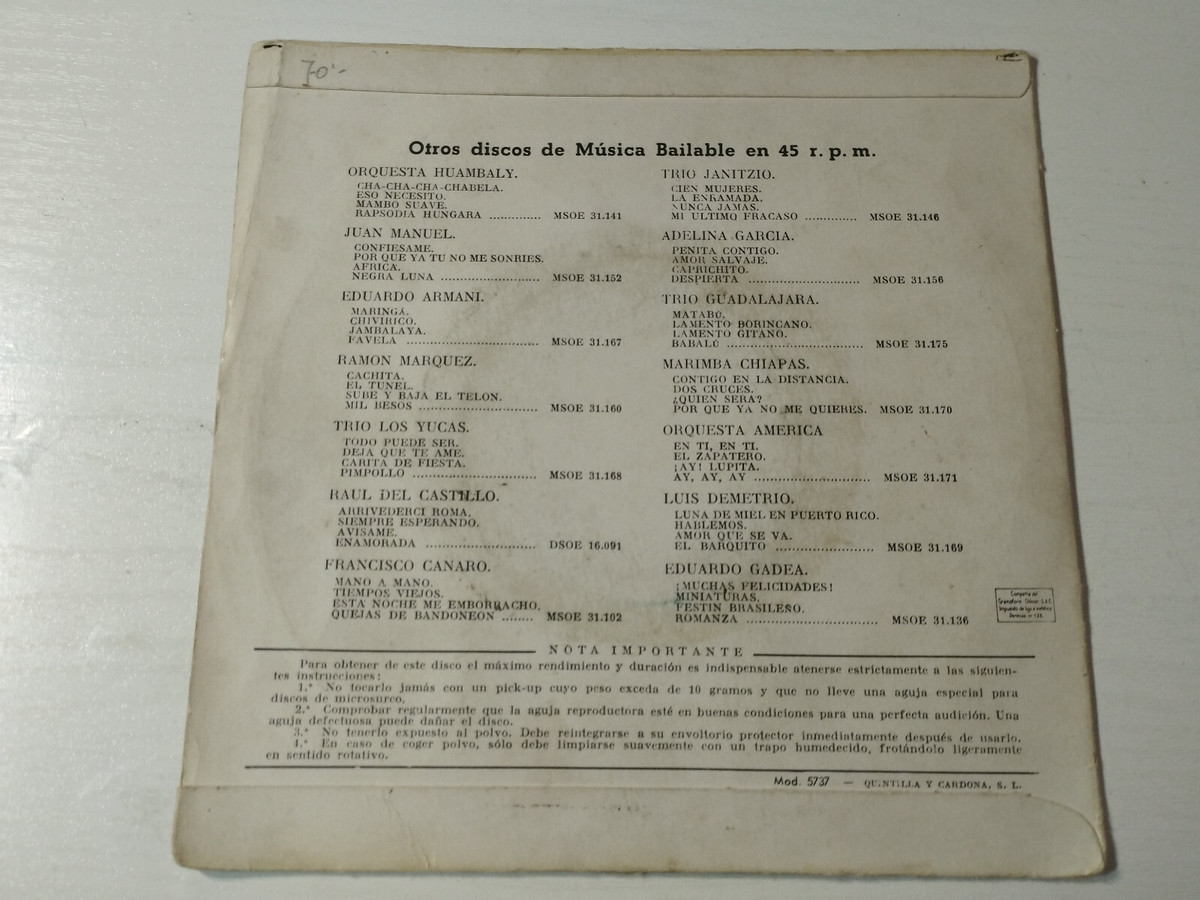 70'-
Otros discos de Música Bailable en 45 r. p. m.
ORQUESTA HUAMBALY.
CHA-CHA-CHA-CHABELA.
ESO NECESITO.
MAMBO SUAVE.
RAPSODIA HUNGARA ............. MSOE 31.141
JUAN MANUEL.
CONFIESAME.
POR QUE YA TU NO ME SONRIES.
AFRICA.
NEGRA LUNA ......................... MSOE 31.152
EDUARDO ARMANI.
MARINGÁ.
CHIVIRICO.
JAMBALAYA.
FAVELA ................................. MSOE 31.167
RAMON MARQUEZ.
CACHITA.
EL TUNEL.
SUBE Y BAJA EL TELON.
MIL BESOS .............................. MSOE 31.160
TRIO LOS YUCAS.
TODO PUEDE SER.
DEJA QUE TE AME.
CARITA DE FIESTA.
PIMPOLLO ............................... MSOE 31.168
RAUL DEL CASTILLO.
ARRIVEDERCI ROMA.
SIEMPRE ESPERANDO.
AVISAME.
ENAMORADA ........................... DSOE 16.091
FRANCISCO CANARO.
MANO A MANO.
TIEMPOS VIEJOS.
ESTA NOCHE ME EMBORRACHO.
QUEJAS DE BANDONEON ........ MSOE 31.102
TRIO JANITZIO.
CIEN MUJERES.
LA ENRAMADA.
NUNCA JAMAS.
MI ULTIMO FRACASO ............. MSOE 31.146
ADELINA GARCIA.
PENITA CONTIGO.
AMOR SALVAJE.
CAPRICHITO.
DESPIERTA ............................ MSOE 31.156
TRIO GUADALAJARA.
MATABÚ.
LAMENTO BORINCANO.
LAMENTO GITANO.
BABALÚ .................................. MSOE 31.175
MARIMBA CHIAPAS.
CONTIGO EN LA DISTANCIA.
DOS CRUCES.
¿QUIEN SERA?
POR QUE YA NO ME QUIERES. MSOE 31.170
ORQUESTA AMERICA
EN TI, EN TI.
EL ZAPATERO.
¡AY! LUPITA.
AY, AY, AY ............................. MSOE 31.171
LUIS DEMETRIO.
LUNA DE MIEL EN PUERTO RICO.
HABLEMOS.
AMOR QUE SE VA.
EL BARQUITO ......................... MSOE 31.169
EDUARDO GADEA.
¡MUCHAS FELICIDADES!
MINIATURAS.
FESTIN BRASILEÑO.
ROMANZA ................................ MSOE 31.136
Compañía del
Gramófono Odeon S.A.E.
Impuesto de lujo a metálico
Permiso n.º 128
NOTA IMPORTANTE
Para obtener de este disco el máximo rendimiento y duración es indispensable atenerse estrictamente a las siguien-
tes instrucciones:
1.ª No tocarlo jamás con un pick-up cuyo peso exceda de 10 gramos y que no lleve una aguja especial para
discos de microsurco.
2.ª Comprobar regularmente que la aguja reproductora esté en buenas condiciones para una perfecta audición. Una
aguja defectuosa puede dañar el disco.
3.ª No tenerlo expuesto al polvo. Debe reintegrarse a su envoltorio protector inmediatamente después de usarlo.
4.ª En caso de coger polvo, sólo debe limpiarse suavemente con un trapo humedecido, frotándolo ligeramente
en sentido rotativo.
Mod. 5737 — QUINTILLA Y CARDONA, S. L.